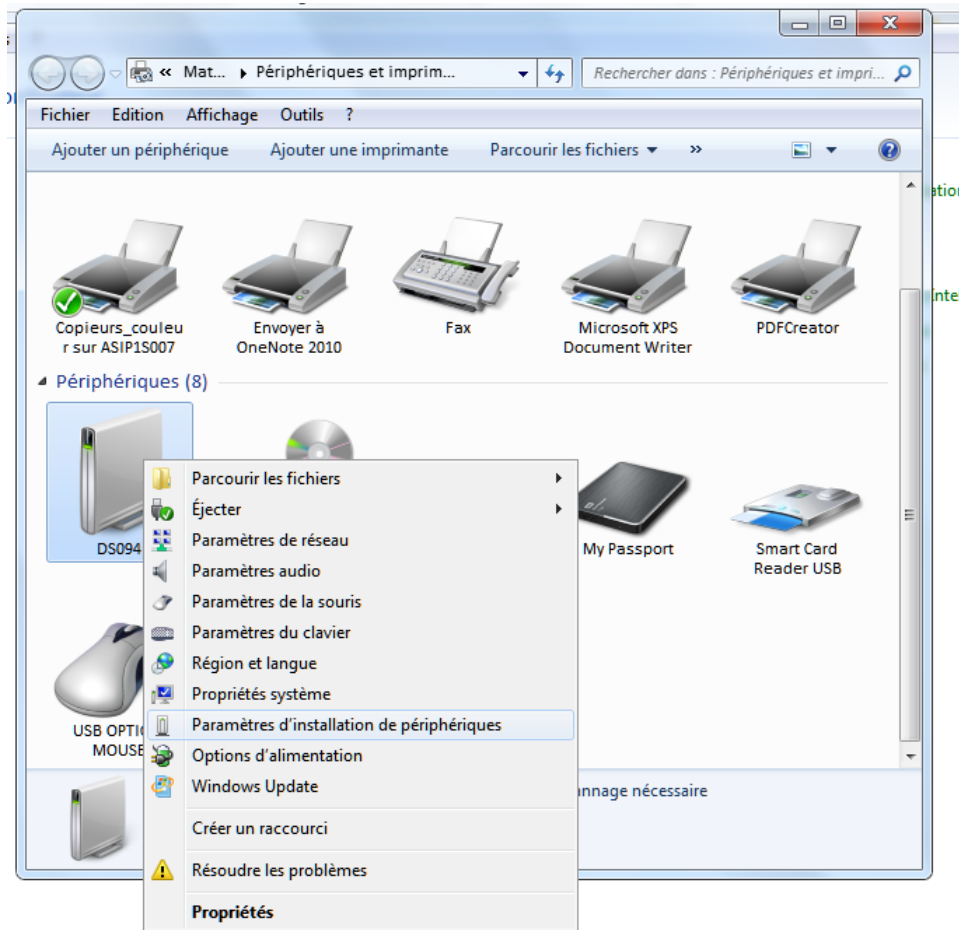 « Mat... Périphériques et imprim... Rechercher dans : Périphériques et impri...
Fichier Edition Affichage Outils ?
Ajouter un périphérique Ajouter une imprimante Parcourir les fichiers »
Copieurs_couleu
r sur ASIP1S007
Envoyer à
OneNote 2010
Fax
Microsoft XPS
Document Writer
PDFCreator
Périphériques (8)
DS094
My Passport
Smart Card
Reader USB
USB OPTI
MOUSE
Parcourir les fichiers
Éjecter
Paramètres de réseau
Paramètres audio
Paramètres de la souris
Paramètres du clavier
Région et langue
Propriétés système
Paramètres d'installation de périphériques
Options d'alimentation
Windows Update
Créer un raccourci
Résoudre les problèmes
Propriétés
annage nécessaire